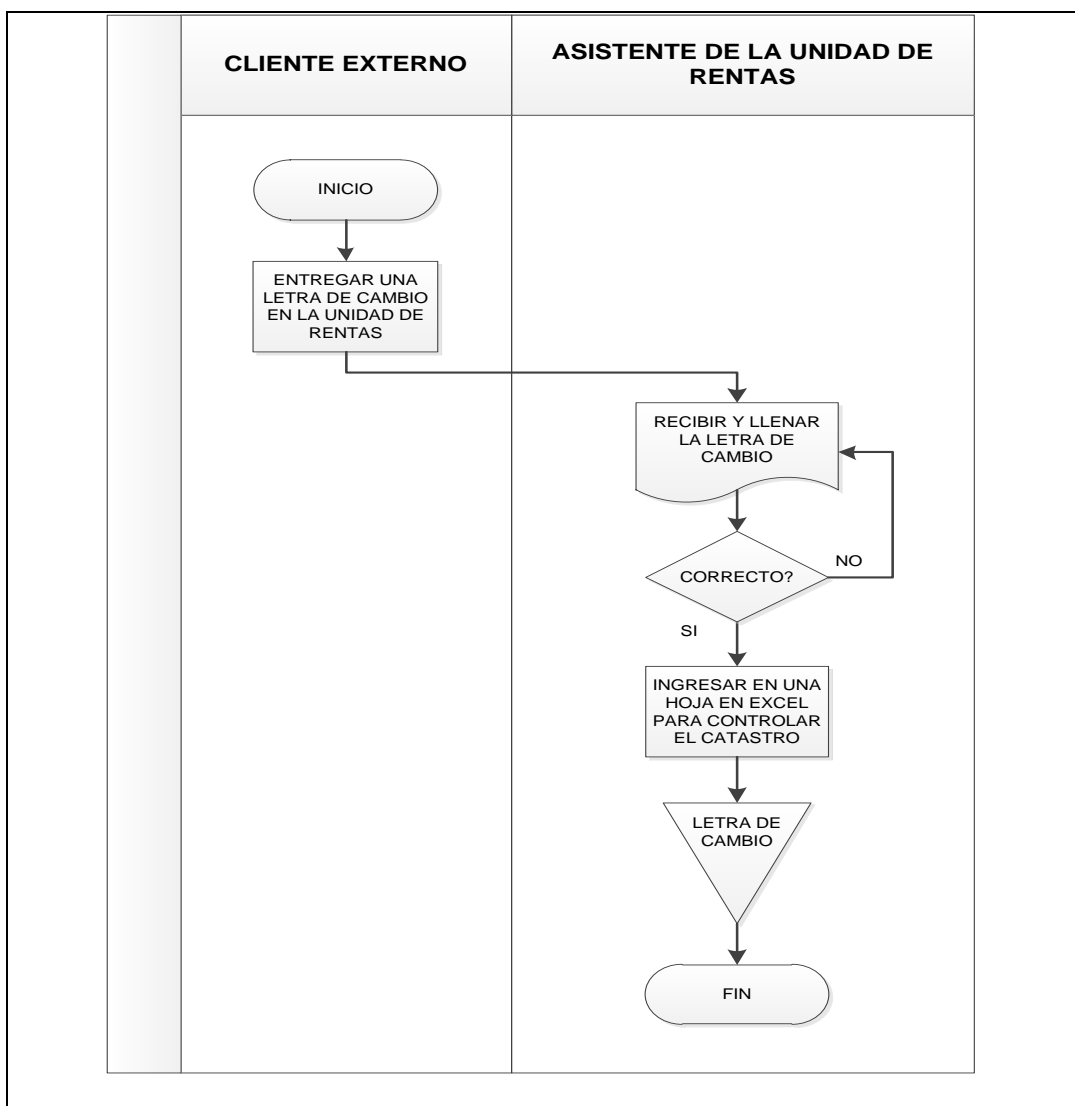 CLIENTE EXTERNO
ASISTENTE DE LA UNIDAD DE
RENTAS
INICIO
ENTREGAR UNA
LETRA DE CAMBIO
EN LA UNIDAD DE
RENTAS
RECIBIR Y LLENAR
LA LETRA DE
CAMBIO
CORRECTO?
NO
SI
INGRESAR EN UNA
HOJA EN EXCEL
PARA CONTROLAR
EL CATASTRO
LETRA DE
CAMBIO
FIN